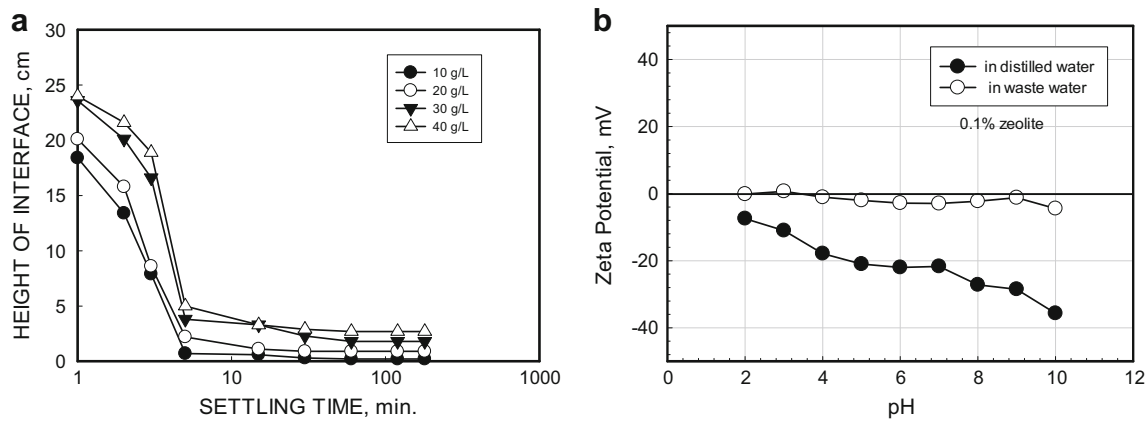 a
30
25
20
15
10
5
0
HEIGHT OF INTERFACE, cm
10 g/L
20 g/L
30 g/L
40 g/L
1
10
100
1000
SETTLING TIME, min.
b
40
20
0
-20
-40
Zeta Potential, mV
in distilled water
in waste water
0.1% zeolite
0
2
4
6
8
10
12
pH